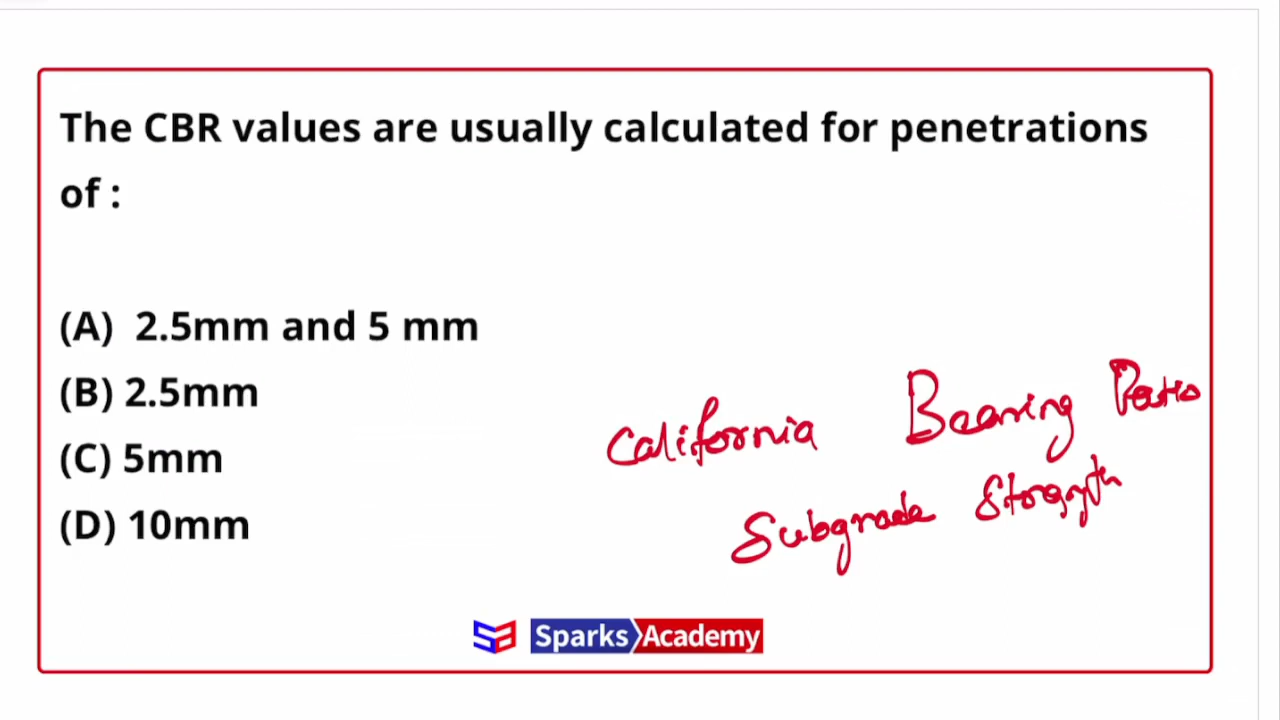 The CBR values are usually calculated for penetrations
of :
(A) 2.5mm and 5 mm
(B) 2.5mm
(C) 5mm
(D) 10mm
California Bearing Ratio
Subgrade Strength
Sparks Academy